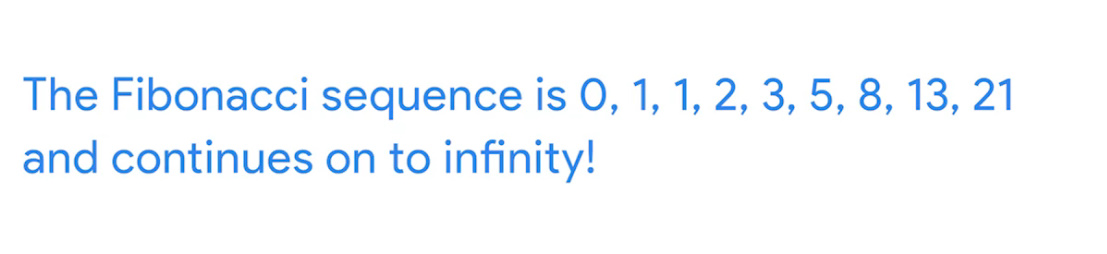 The Fibonacci sequence is 0, 1, 1, 2, 3, 5, 8, 13, 21
and continues on to infinity!